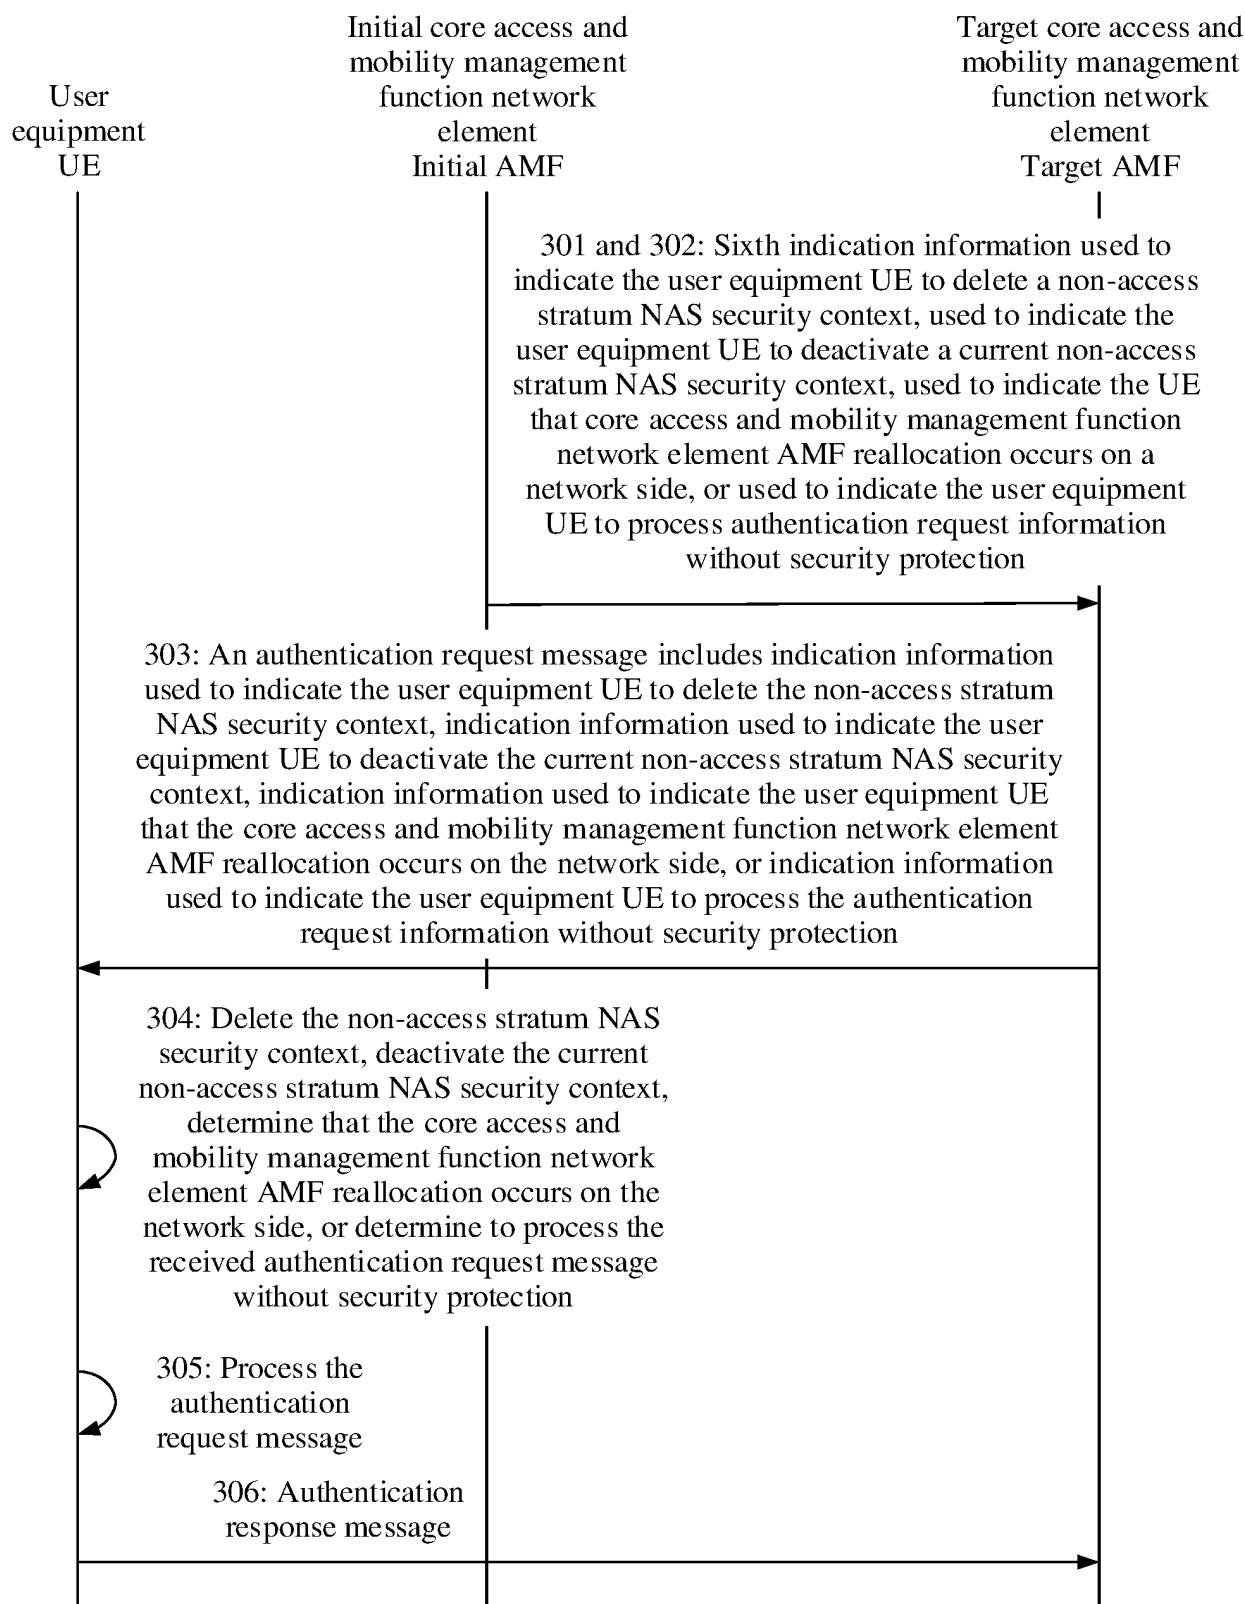 User
equipment
UE
Initial core access and
mobility management
function network
element
Initial AMF
Target core access and
mobility management
function network
element
Target AMF
301 and 302: Sixth indication information used to
indicate the user equipment UE to delete a non-access
stratum NAS security context, used to indicate the
user equipment UE to deactivate a current non-access
stratum NAS security context, used to indicate the UE
that core access and mobility management function
network element AMF reallocation occurs on a
network side, or used to indicate the user equipment
UE to process authentication request information
without security protection
303: An authentication request message includes indication information
used to indicate the user equipment UE to delete the non-access stratum
NAS security context, indication information used to indicate the user
equipment UE to deactivate the current non-access stratum NAS security
context, indication information used to indicate the user equipment UE
that the core access and mobility management function network element
AMF reallocation occurs on the network side, or indication information
used to indicate the user equipment UE to process the authentication
request information without security protection
304: Delete the non-access stratum NAS
security context, deactivate the current
non-access stratum NAS security context,
determine that the core access and
mobility management function network
element AMF reallocation occurs on the
network side, or determine to process the
received authentication request message
without security protection
305: Process the
authentication
request message
306: Authentication
response message